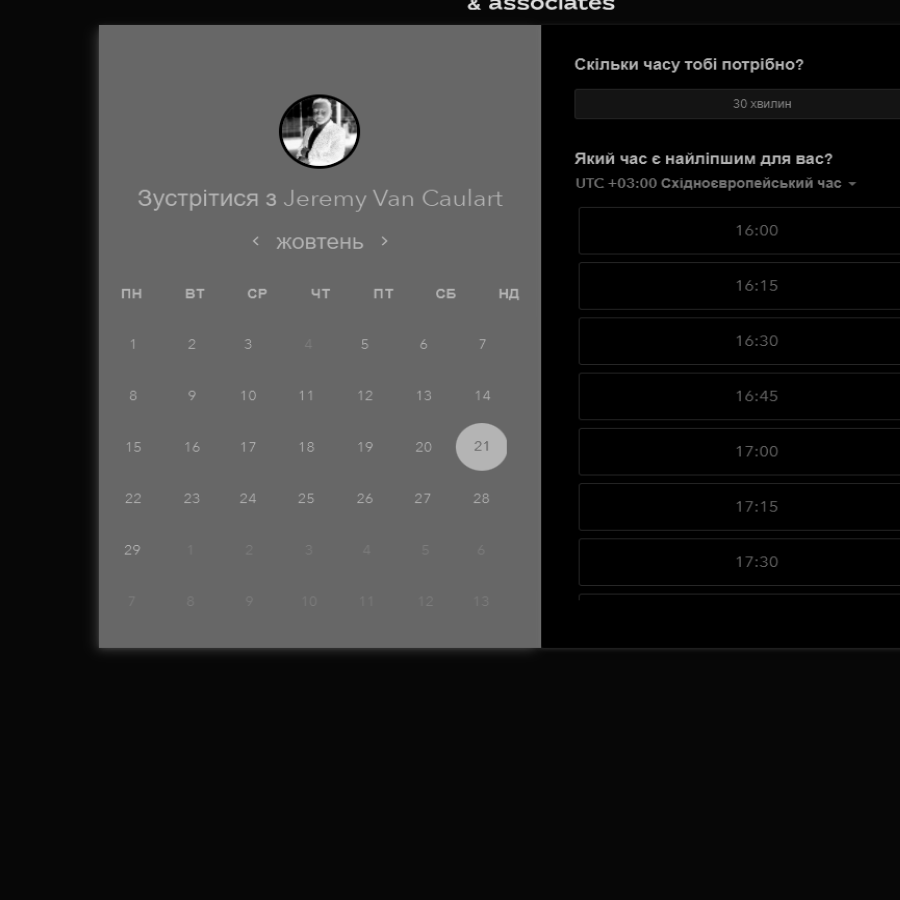 & associates
Зустрітися з Jeremy Van Caulart
жовтень
ПН ВТ СР ЧТ ПТ СБ НД
1 2 3 4 5 6 7
8 9 10 11 12 13 14
15 16 17 18 19 20 21
22 23 24 25 26 27 28
29 1 2 3 4 5 6
7 8 9 10 11 12 13
Скільки часу тобі потрібно?
30 хвилин
Який час є найліпшим для вас?
UTC +03:00 Східноєвропейський час
16:00
16:15
16:30
16:45
17:00
17:15
17:30